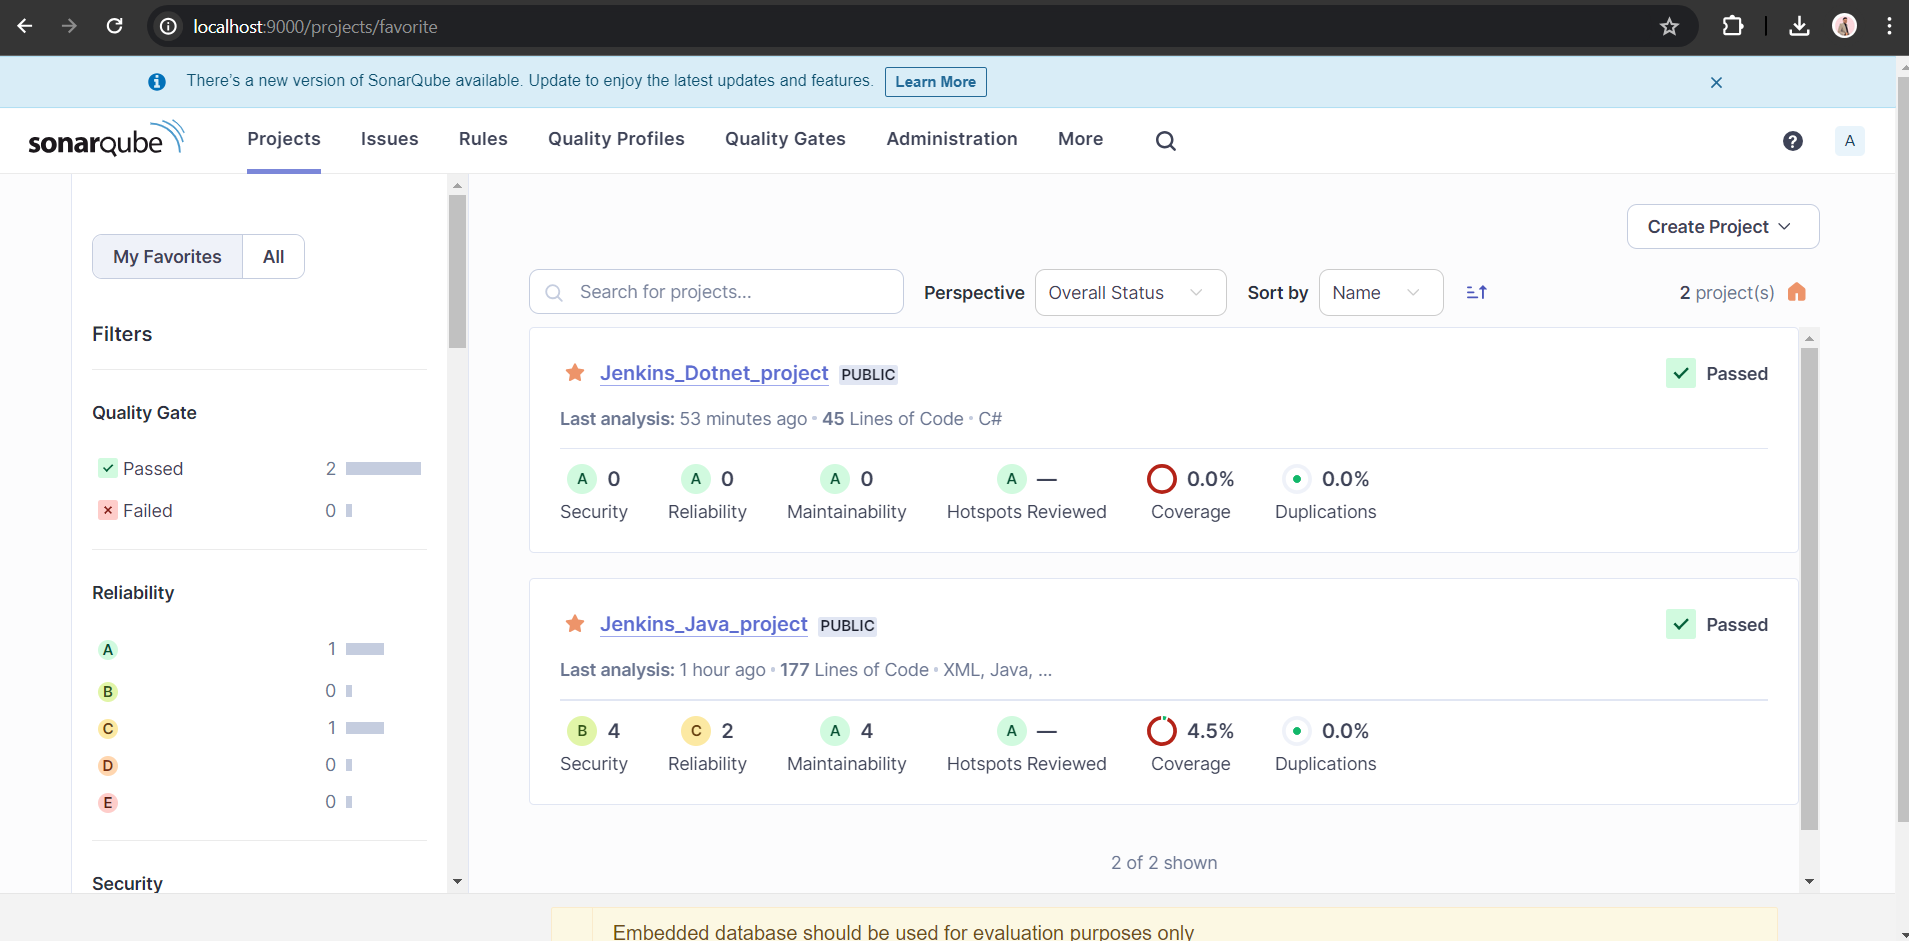 localhost:9000/projects/favorite
There's a new version of SonarQube available. Update to enjoy the latest updates and features. Learn More
sonarqube Projects Issues Rules Quality Profiles Quality Gates Administration More A
My Favorites All
Create Project
Search for projects... Perspective Overall Status Sort by Name 2 project(s)
Filters
Quality Gate
Passed 2
Failed 0
Reliability
A 1
B 0
C 1
D 0
E 0
Security
Jenkins_Dotnet_project PUBLIC Passed
Last analysis: 53 minutes ago • 45 Lines of Code • C#
A 0 A 0 A 0 A — 0.0% 0.0%
Security Reliability Maintainability Hotspots Reviewed Coverage Duplications
Jenkins_Java_project PUBLIC Passed
Last analysis: 1 hour ago • 177 Lines of Code • XML, Java, ...
B 4 C 2 A 4 A — 4.5% 0.0%
Security Reliability Maintainability Hotspots Reviewed Coverage Duplications
2 of 2 shown
Embedded database should be used for evaluation purposes only